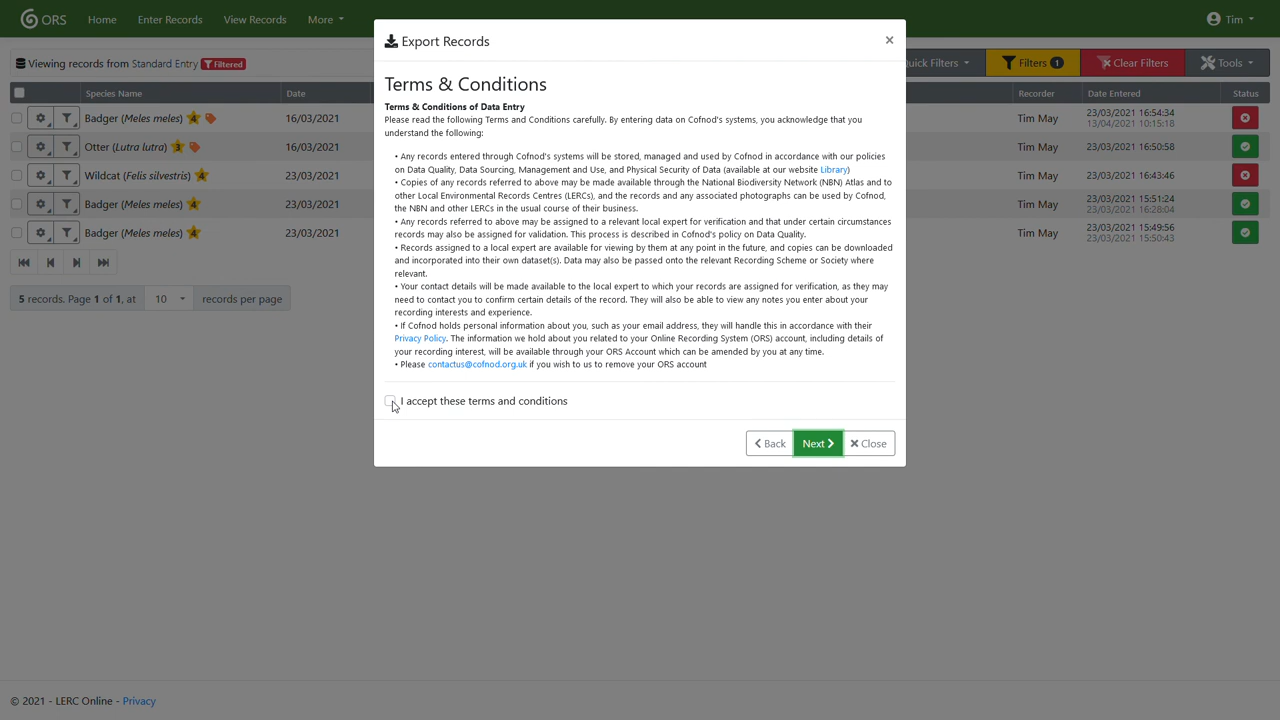 ORS Home Enter Records View Records More Tim
Export Records ×
Viewing records from Standard Entry Filtered Quick Filters Filters 1 Clear Filters Tools
Species Name Date Recorder Date Entered Status
Badger (Meles meles) 4 16/03/2021 Tim May 23/03/2021 16:54:34
13/04/2021 10:15:18
Otter (Lutra lutra) 3 16/03/2021 Tim May 23/03/2021 16:50:58
Wildcat (Felis silvestris) 4 23/03/2021 Tim May 23/03/2021 16:43:46
Badger (Meles meles) 4 23/03/2021 Tim May 23/03/2021 15:51:24
23/03/2021 16:28:04
Badger (Meles meles) 4 23/03/2021 Tim May 23/03/2021 15:49:56
23/03/2021 15:50:43
5 records. Page 1 of 1, at 10 records per page
Terms & Conditions
Terms & Conditions of Data Entry
Please read the following Terms and Conditions carefully. By entering data on Cofnod's systems, you acknowledge that you
understand the following:
• Any records entered through Cofnod's systems will be stored, managed and used by Cofnod in accordance with our policies
on Data Quality, Data Sourcing, Management and Use, and Physical Security of Data (available at our website Library)
• Copies of any records referred to above may be made available through the National Biodiversity Network (NBN) Atlas and to
other Local Environmental Records Centres (LERCs), and the records and any associated photographs can be used by Cofnod,
the NBN and other LERCs in the usual course of their business.
• Any records referred to above may be assigned to a relevant local expert for verification and that under certain circumstances
records may also be assigned for validation. This process is described in Cofnod's policy on Data Quality.
• Records assigned to a local expert are available for viewing by them at any point in the future, and copies can be downloaded
and incorporated into their own dataset(s). Data may also be passed onto the relevant Recording Scheme or Society where
relevant.
• Your contact details will be made available to the local expert to which your records are assigned for verification, as they may
need to contact you to confirm certain details of the record. They will also be able to view any notes you enter about your
recording interests and experience.
• If Cofnod holds personal information about you, such as your email address, they will handle this in accordance with their
Privacy Policy. The information we hold about you related to your Online Recording System (ORS) account, including details of
your recording interest, will be available through your ORS Account which can be amended by you at any time.
• Please contactus@cofnod.org.uk if you wish to us to remove your ORS account
I accept these terms and conditions
Back Next Close
© 2021 - LERC Online - Privacy